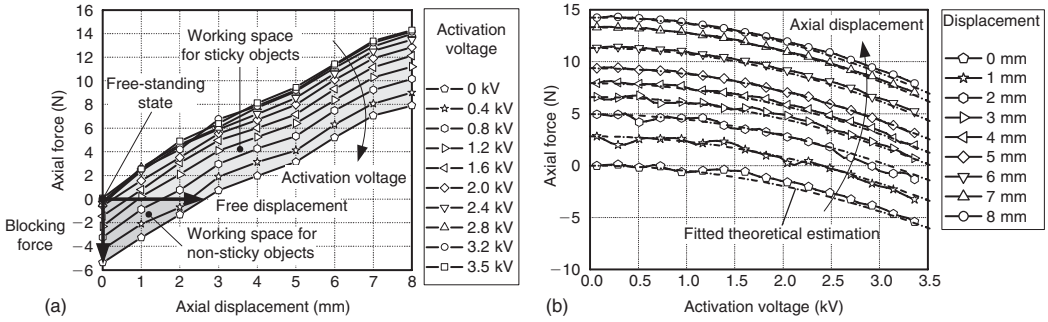 16
14
12
10
8
6
4
2
0
−2
−4
−6
Axial force (N)
Working space
for sticky objects
Free-standing
state
Activation voltage
Free displacement
Blocking
force
Working space for
non-sticky objects
0 1 2 3 4 5 6 7 8
Axial displacement (mm)
(a)
Activation
voltage
0 kV
0.4 kV
0.8 kV
1.2 kV
1.6 kV
2.0 kV
2.4 kV
2.8 kV
3.2 kV
3.5 kV
15
10
5
0
−5
−10
Axial force (N)
Axial displacement
Fitted theoretical estimation
0.0 0.5 1.0 1.5 2.0 2.5 3.0 3.5
Activation voltage (kV)
(b)
Displacement
0 mm
1 mm
2 mm
3 mm
4 mm
5 mm
6 mm
7 mm
8 mm